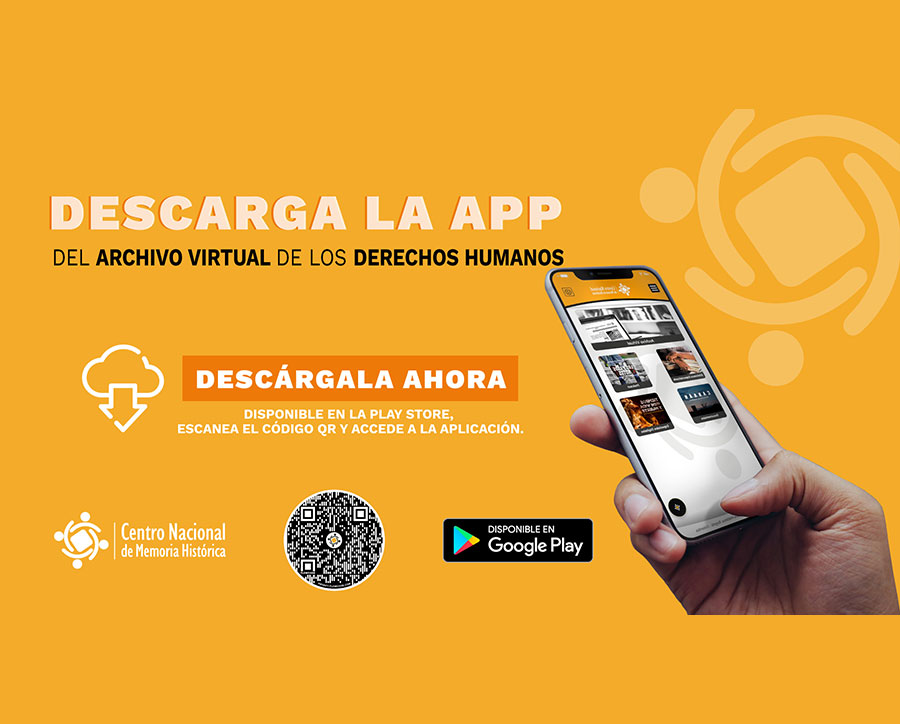 DESCARGA LA APP
DEL ARCHIVO VIRTUAL DE LOS DERECHOS HUMANOS
DESCÁRGALA AHORA
DISPONIBLE EN LA PLAY STORE,
ESCANEA EL CÓDIGO QR Y ACCEDE A LA APLICACIÓN.
Centro Nacional
de Memoria Histórica
DISPONIBLE EN
Google Play